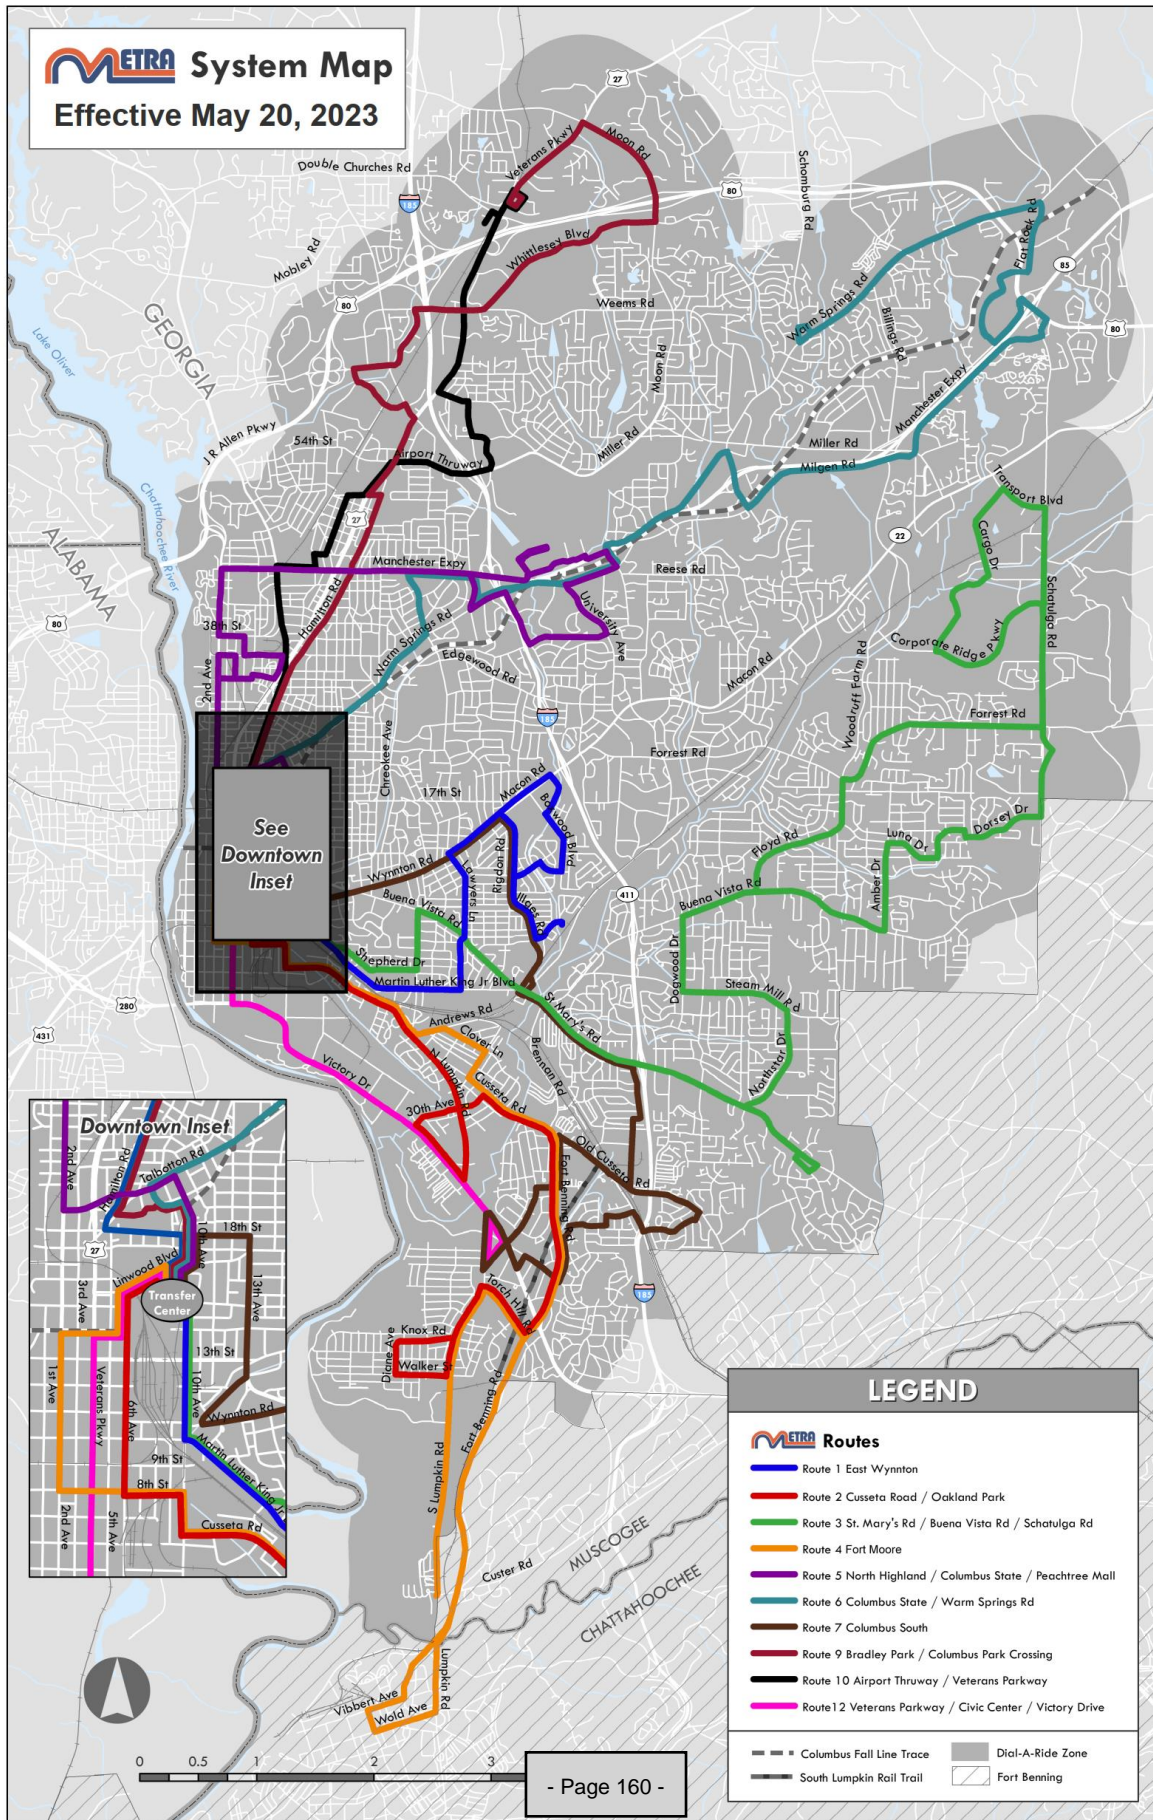 METRA System Map
Effective May 20, 2023
27
Veterans Pkwy
Moon Rd
Double Churches Rd
185
80
Schomburg Rd
Flat Rock Rd
Mobley Rd
Whittlesey Blvd
85
80
Weems Rd
Warm Springs Rd
Billings Rd
80
GEORGIA
Lake Oliver
Moon Rd
Manchester Expy
J R Allen Pkwy
54th St
Airport Thruway
Miller Rd
Miller Rd
Milgen Rd
Transport Blvd
Chattahoochee River
27
Cargo Dr
22
ALABAMA
Manchester Expy
Reese Rd
Schatulga Rd
Hamilton Rd
University Ave
80
38th St
Warm Springs Rd
Corporate Ridge Pkwy
2nd Ave
Edgewood Rd
Macon Rd
Woodruff Farm Rd
185
Forrest Rd
Chreokee Ave
Forrest Rd
17th St
Macon Rd
Boxwood Blvd
See
Downtown
Inset
Wynnton Rd
Lawyers Ln
Rigdon Rd
Floyd Rd
Luna Dr
Dorsey Dr
Buena Vista Rd
Illges Rd
411
Buena Vista Rd
Amber Dr
Shepherd Dr
Dogwood Dr
Martin Luther King Jr Blvd
Steam Mill Rd
280
431
Andrews Rd
St Mary's Rd
Clover Ln
Victory Dr
N Lumpkin Rd
Brennan Rd
Northstar Dr
Cusseta Rd
30th Ave
Old Cusseta Rd
Fort Benning Rd
Torch Hill Rd
185
Knox Rd
Diane Ave
Walker St
Fort Benning Rd
S Lumpkin Rd
MUSCOGEE
Custer Rd
CHATTAHOOCHEE
Lumpkin Rd
Vibbert Ave
Wold Ave
Downtown Inset
2nd Ave
Hamilton Rd
Talbotton Rd
10th Ave
18th St
27
Linwood Blvd
3rd Ave
13th Ave
Transfer
Center
13th St
1st Ave
Veterans Pkwy
6th Ave
10th Ave
Wynnton Rd
9th St
Martin Luther King Jr
8th St
2nd Ave
5th Ave
Cusseta Rd
LEGEND
METRA Routes
Route 1 East Wynnton
Route 2 Cusseta Road / Oakland Park
Route 3 St. Mary's Rd / Buena Vista Rd / Schatulga Rd
Route 4 Fort Moore
Route 5 North Highland / Columbus State / Peachtree Mall
Route 6 Columbus State / Warm Springs Rd
Route 7 Columbus South
Route 9 Bradley Park / Columbus Park Crossing
Route 10 Airport Thruway / Veterans Parkway
Route12 Veterans Parkway / Civic Center / Victory Drive
Columbus Fall Line Trace
Dial-A-Ride Zone
South Lumpkin Rail Trail
Fort Benning
0 0.5 1 2 3
- Page 160 -